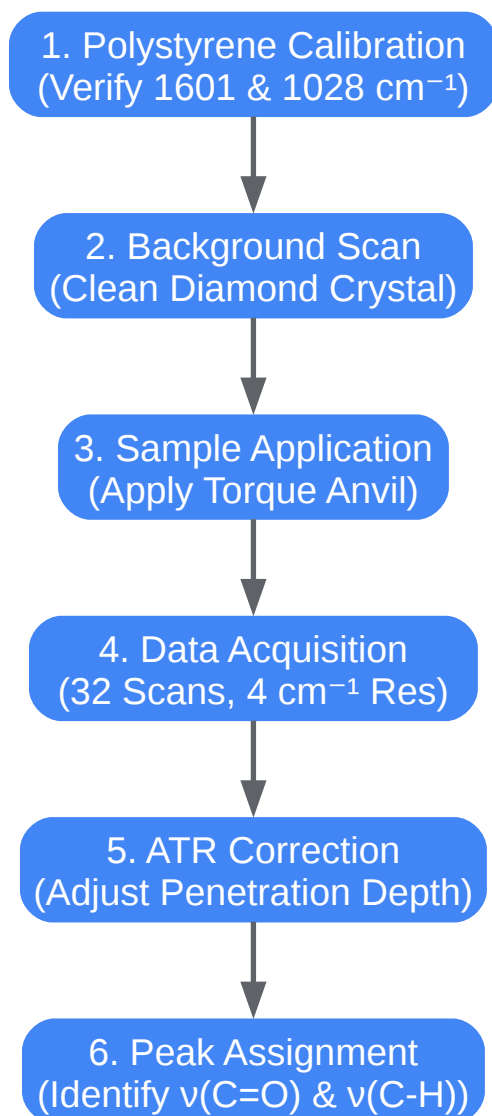 1. Polystyrene Calibration
(Verify 1601 & 1028 cm⁻¹)
2. Background Scan
(Clean Diamond Crystal)
3. Sample Application
(Apply Torque Anvil)
4. Data Acquisition
(32 Scans, 4 cm⁻¹ Res)
5. ATR Correction
(Adjust Penetration Depth)
6. Peak Assignment
(Identify ν(C=O) & ν(C-H))